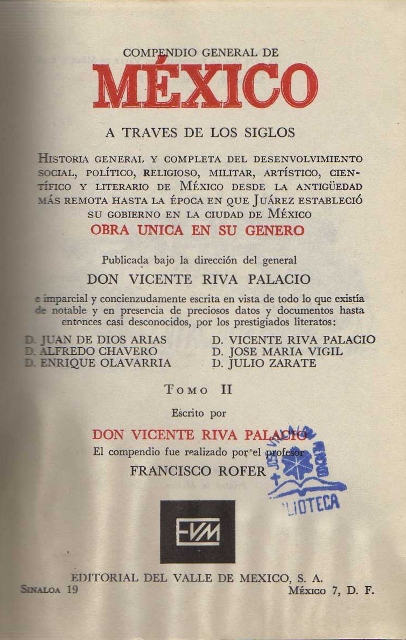 COMPENDIO GENERAL DE
MÉXICO
A TRAVES DE LOS SIGLOS
HISTORIA GENERAL Y COMPLETA DEL DESENVOLVIMIENTO
SOCIAL, POLÍTICO, RELIGIOSO, MILITAR, ARTÍSTICO, CIEN-
TÍFICO Y LITERARIO DE MÉXICO DESDE LA ANTIGÜEDAD
MÁS REMOTA HASTA LA ÉPOCA EN QUE JUÁREZ ESTABLECIÓ
SU GOBIERNO EN LA CIUDAD DE MÉXICO
OBRA UNICA EN SU GENERO
Publicada bajo la dirección del general
DON VICENTE RIVA PALACIO
e imparcial y concienzudamente escrita en vista de todo lo que existía
de notable y en presencia de preciosos datos y documentos hasta
entonces casi desconocidos, por los prestigiados literatos:
D. JUAN DE DIOS ARIAS D. VICENTE RIVA PALACIO
D. ALFREDO CHAVERO D. JOSE MARIA VIGIL
D. ENRIQUE OLAVARRIA D. JULIO ZARATE
TOMO II
Escrito por
DON VICENTE RIVA PALACIO
El compendio fue realizado por el profesor
FRANCISCO ROFER
EVM
EDITORIAL DEL VALLE DE MEXICO, S. A.
SINALOA 19 MÉXICO 7, D. F.